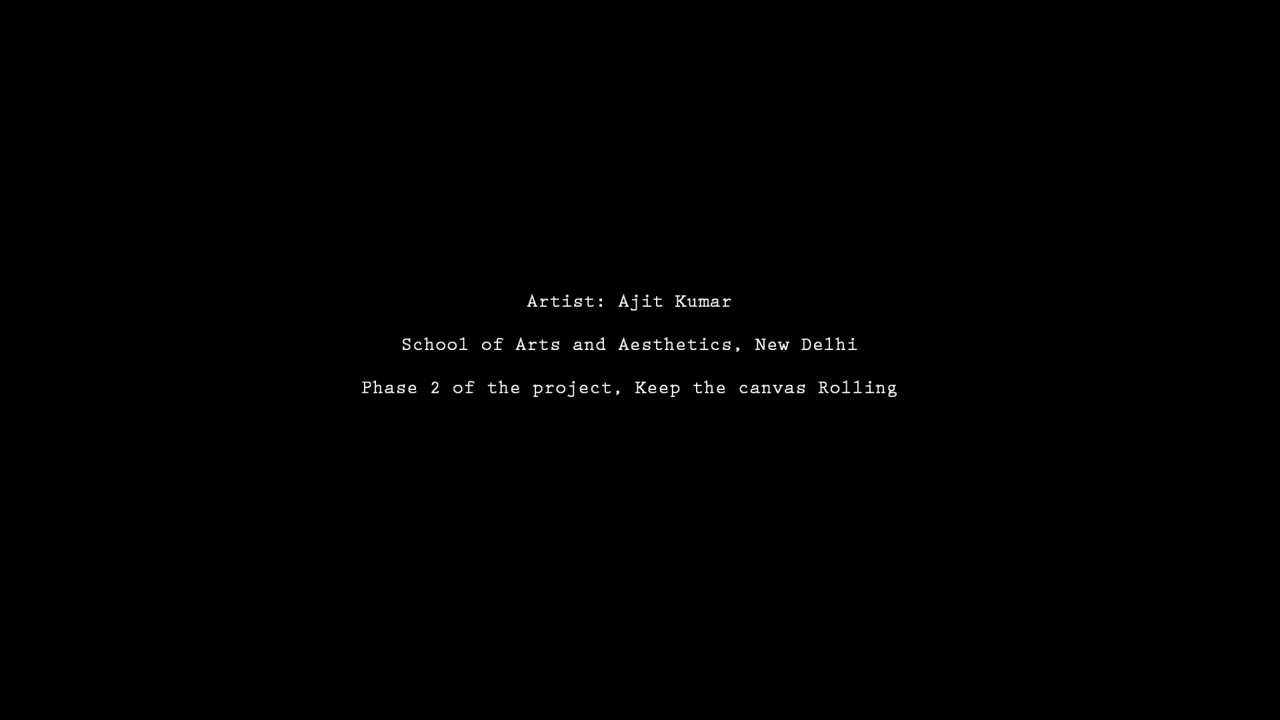 Artist: Ajit Kumar
School of Arts and Aesthetics, New Delhi
Phase 2 of the project, Keep the canvas Rolling